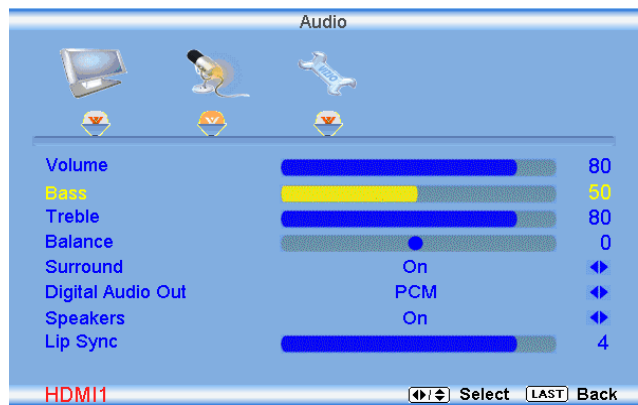 Audio
Volume 80
Bass 50
Treble 80
Balance 0
Surround On
Digital Audio Out PCM
Speakers On
Lip Sync 4
HDMI1 Select LAST Back